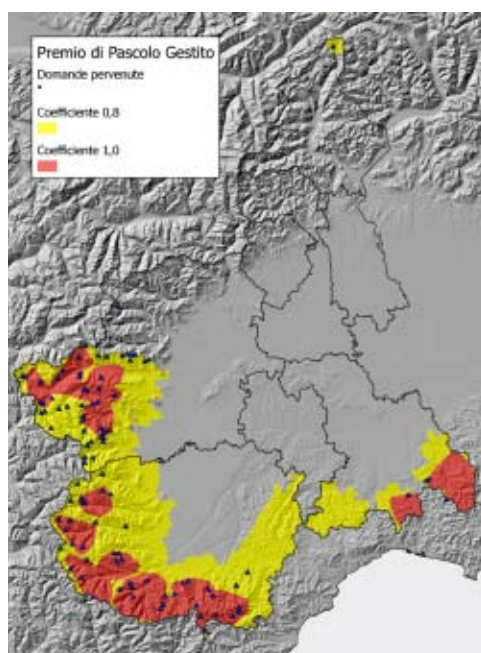 Premio di Pascolo Gestito
Domande pervenute
Coefficiente 0,8
Coefficiente 1,0